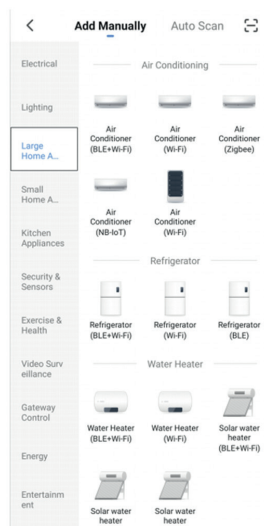 Add Manually
Auto Scan
Electrical
Lighting
Large
Home A...
Small
Home A...
Kitchen
Appliances
Security &
Sensors
Exercise &
Health
Video Surv
eillance
Gateway
Control
Energy
Entertainm
ent
Air Conditioning
Air
Conditioner
(BLE+Wi-Fi)
Air
Conditioner
(Wi-Fi)
Air
Conditioner
(Zigbee)
Air
Conditioner
(NB-IoT)
Air
Conditioner
(Wi-Fi)
Refrigerator
Refrigerator
(BLE+Wi-Fi)
Refrigerator
(Wi-Fi)
Refrigerator
(BLE)
Water Heater
Water Heater
(BLE+Wi-Fi)
Water Heater
(Wi-Fi)
Solar water
heater
(BLE+Wi-Fi)
Solar water
heater
Solar water
heater